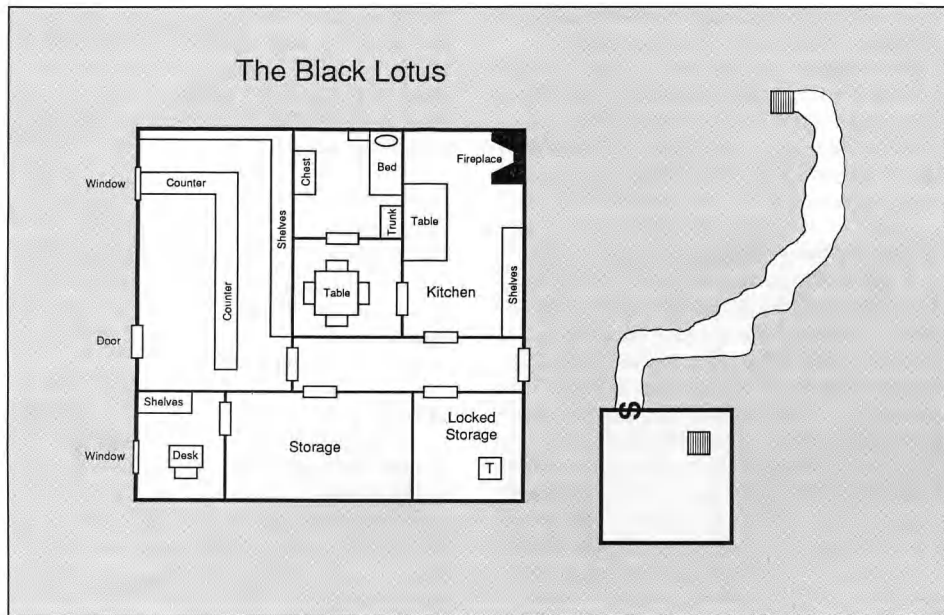 The Black Lotus
Fireplace
Bed
Chest
Window
Counter
Trunk
Table
Shelves
Shelves
Table
Kitchen
Counter
Door
Shelves
S
Locked
Storage
Storage
Window
Desk
T